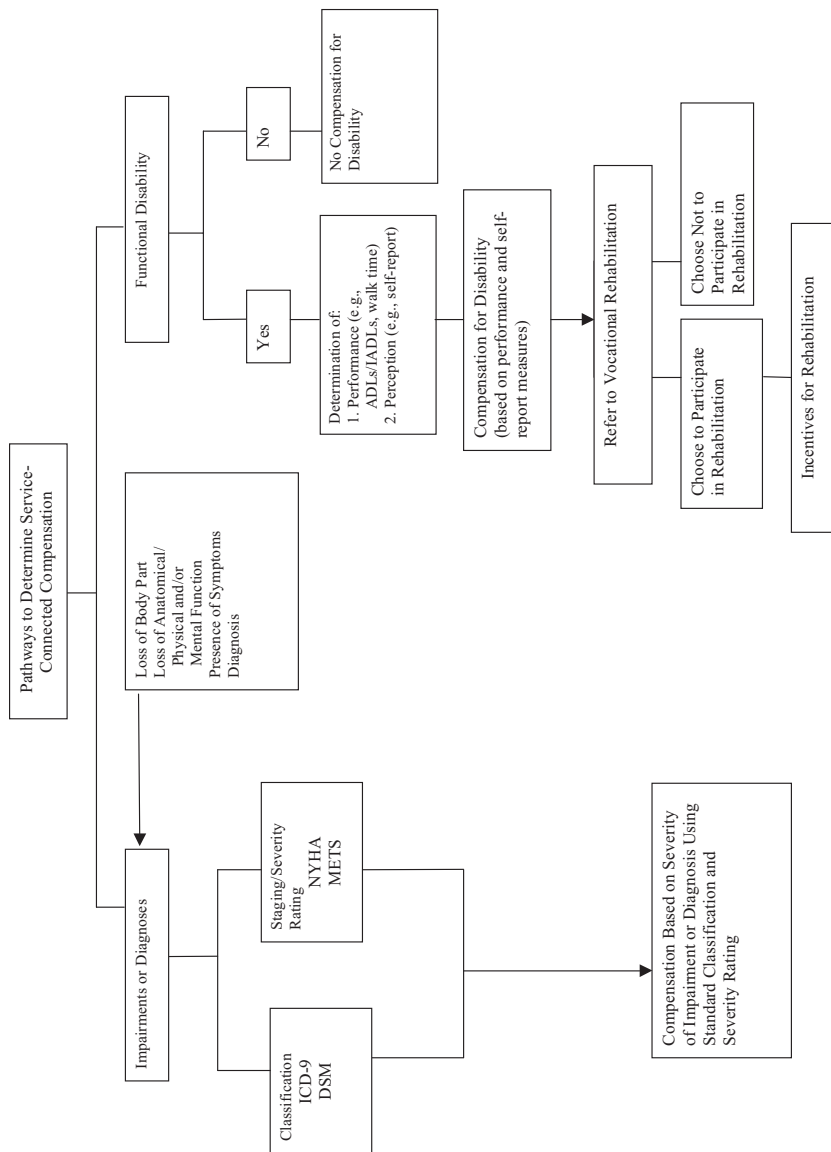 Pathways to Determine Service-
Connected Compensation
Impairments or Diagnoses
Loss of Body Part
Loss of Anatomical/
Physical and/or
Mental Function
Presence of Symptoms
Diagnosis
Classification
ICD-9
DSM
Staging/Severity
Rating
NYHA
METS
Compensation Based on Severity
of Impairment or Diagnosis Using
Standard Classification and
Severity Rating
Functional Disability
Yes
No
Determination of:
1. Performance (e.g.,
ADLs/IADLs, walk time)
2. Perception (e.g., self-report)
No Compensation for
Disability
Compensation for Disability
(based on performance and self-
report measures)
Refer to Vocational Rehabilitation
Choose to Participate
in Rehabilitation
Choose Not to
Participate in
Rehabilitation
Incentives for Rehabilitation